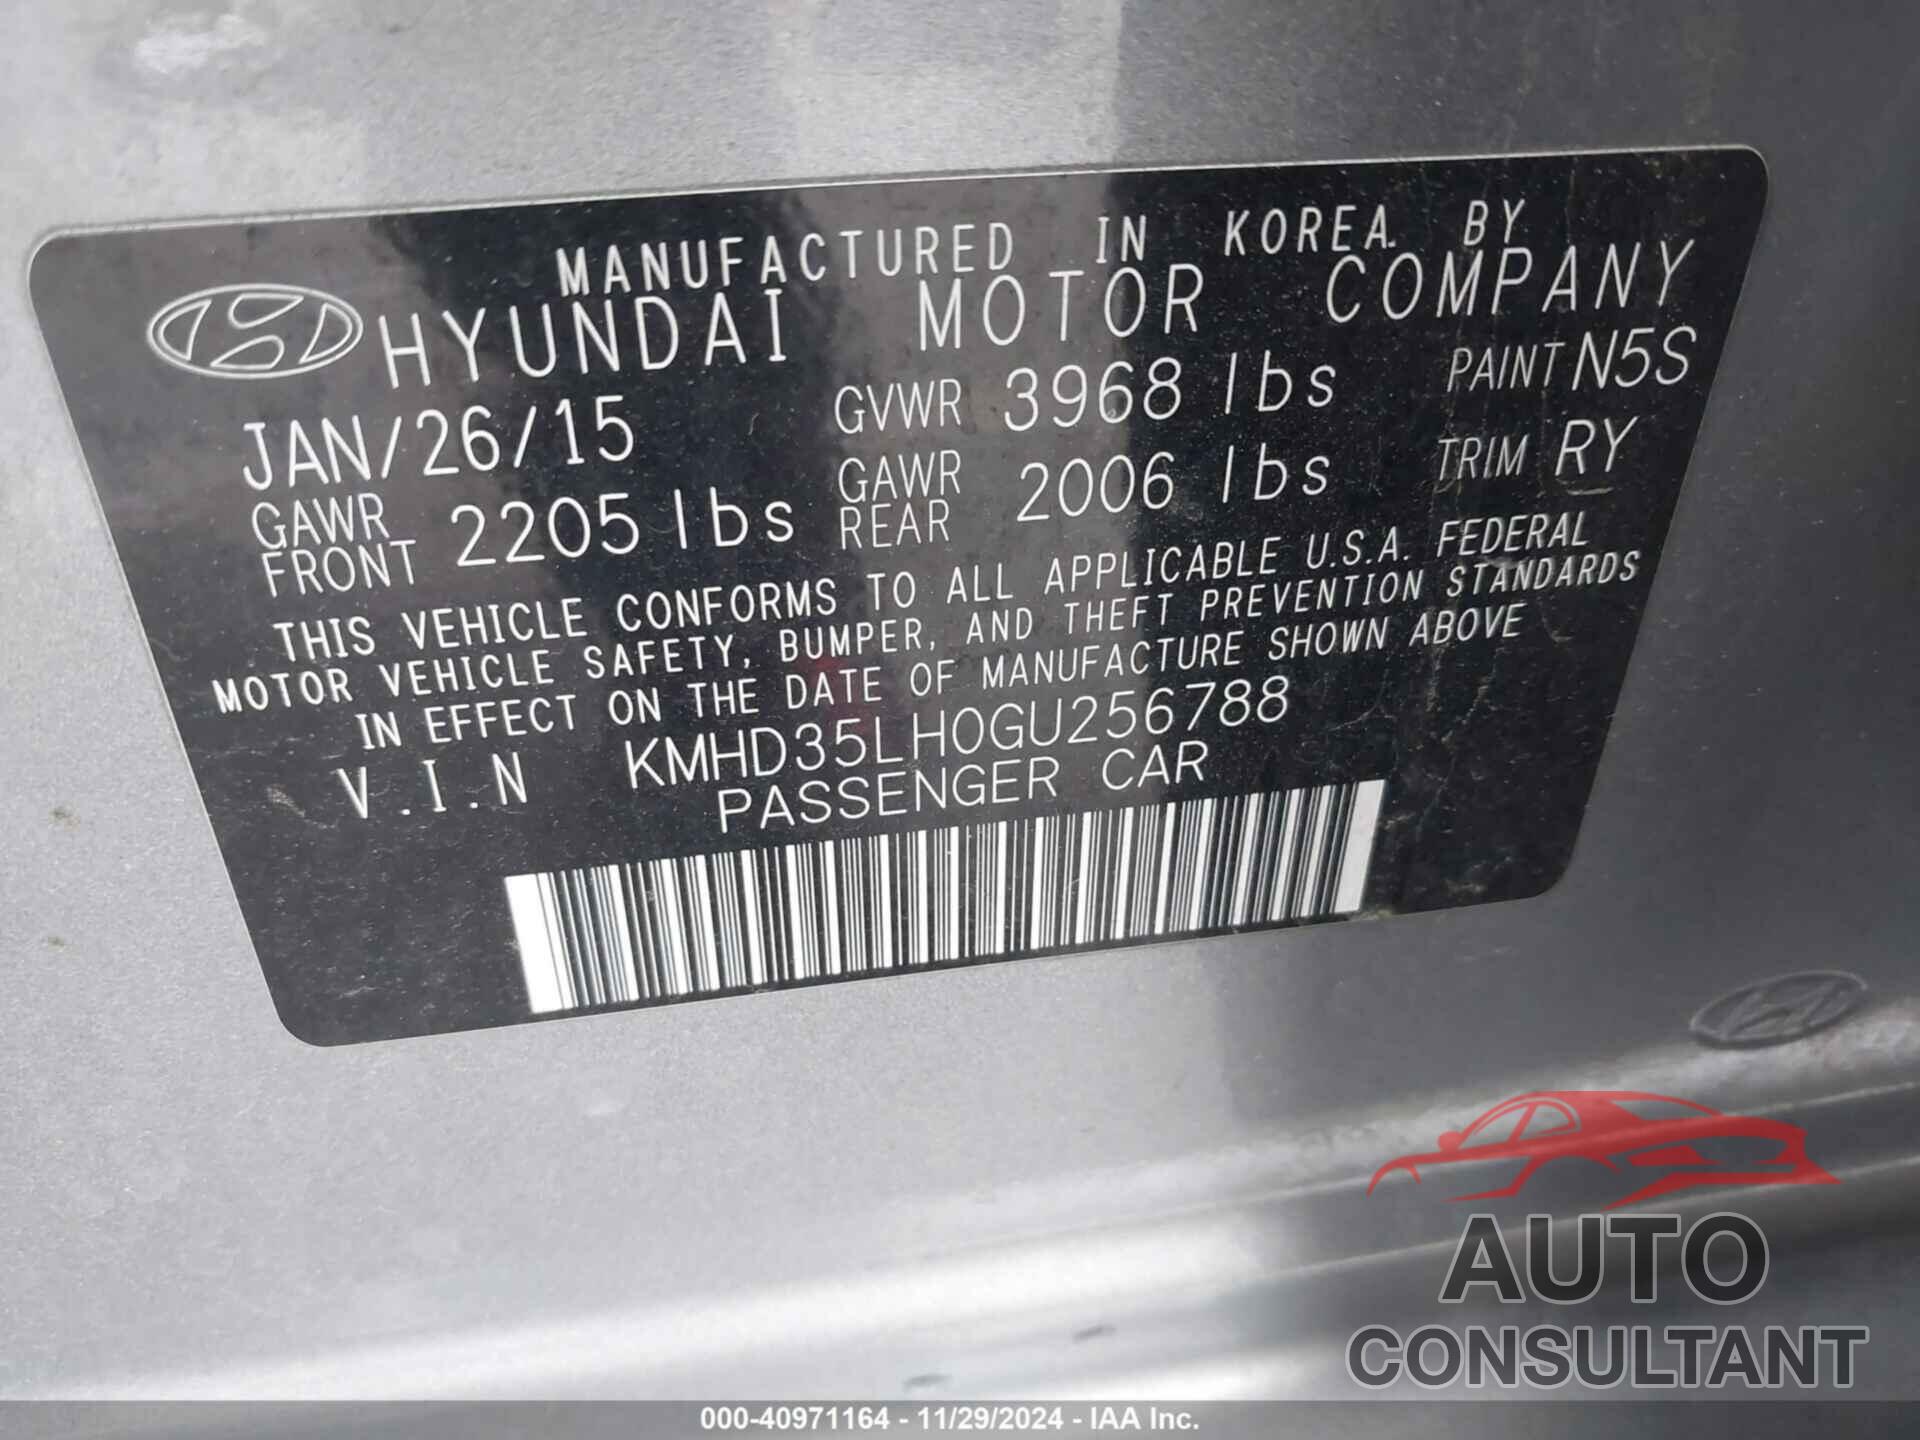 MANUFACTURED IN KOREA. BY
HYUNDAI MOTOR COMPANY
JAN/26/15 GVWR 3968 lbs PAINT N5S
GAWR FRONT 2205 lbs GAWR REAR 2006 lbs TRIM RY
THIS VEHICLE CONFORMS TO ALL APPLICABLE U.S.A. FEDERAL
MOTOR VEHICLE SAFETY, BUMPER, AND THEFT PREVENTION STANDARDS
IN EFFECT ON THE DATE OF MANUFACTURE SHOWN ABOVE
V.I.N KMHD35LH0GU256788
PASSENGER CAR
AUTO
CONSULTANT
000-40971164 - 11/29/2024 - IAA Inc.